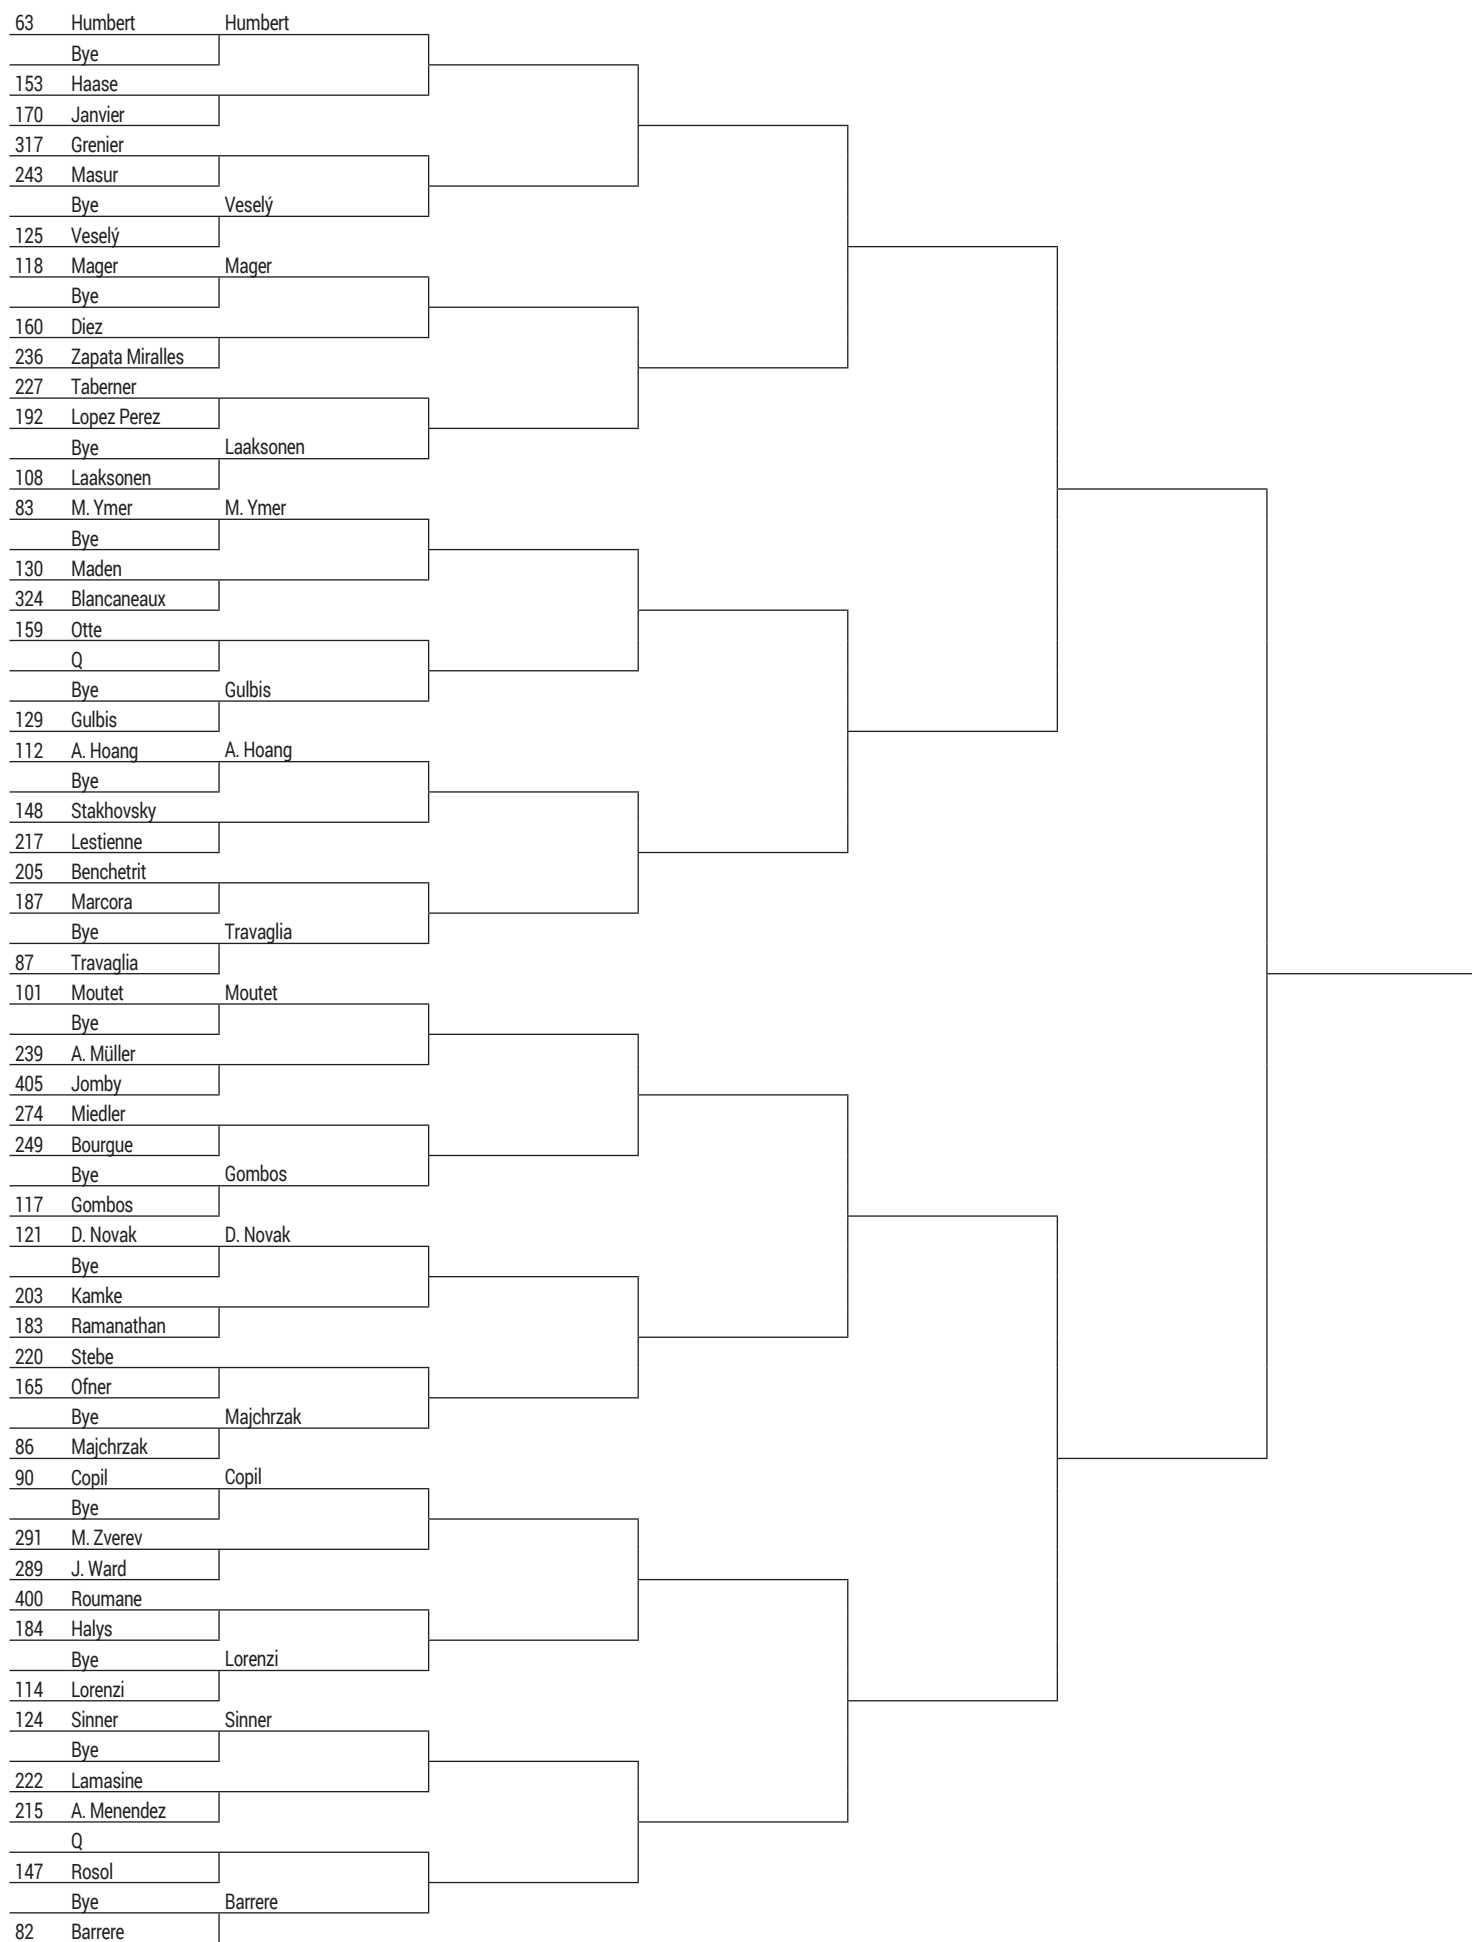 63 Humbert Humbert
Bye
153 Haase
170 Janvier
317 Grenier
243 Masur
Bye Veselý
125 Veselý
118 Mager Mager
Bye
160 Diez
236 Zapata Miralles
227 Taberner
192 Lopez Perez
Bye Laaksonen
108 Laaksonen
83 M. Ymer M. Ymer
Bye
130 Maden
324 Blancaneaux
159 Otte
Q
Bye Gulbis
129 Gulbis
112 A. Hoang A. Hoang
Bye
148 Stakhovsky
217 Lestienne
205 Benchetrit
187 Marcora
Bye Travaglia
87 Travaglia
101 Moutet Moutet
Bye
239 A. Müller
405 Jomby
274 Miedler
249 Bourgue
Bye Gombos
117 Gombos
121 D. Novak D. Novak
Bye
203 Kamke
183 Ramanathan
220 Stebe
165 Ofner
Bye Majchrzak
86 Majchrzak
90 Copil Copil
Bye
291 M. Zverev
289 J. Ward
400 Roumane
184 Halys
Bye Lorenzi
114 Lorenzi
124 Sinner Sinner
Bye
222 Lamasine
215 A. Menendez
Q
147 Rosol
Bye Barrere
82 Barrere